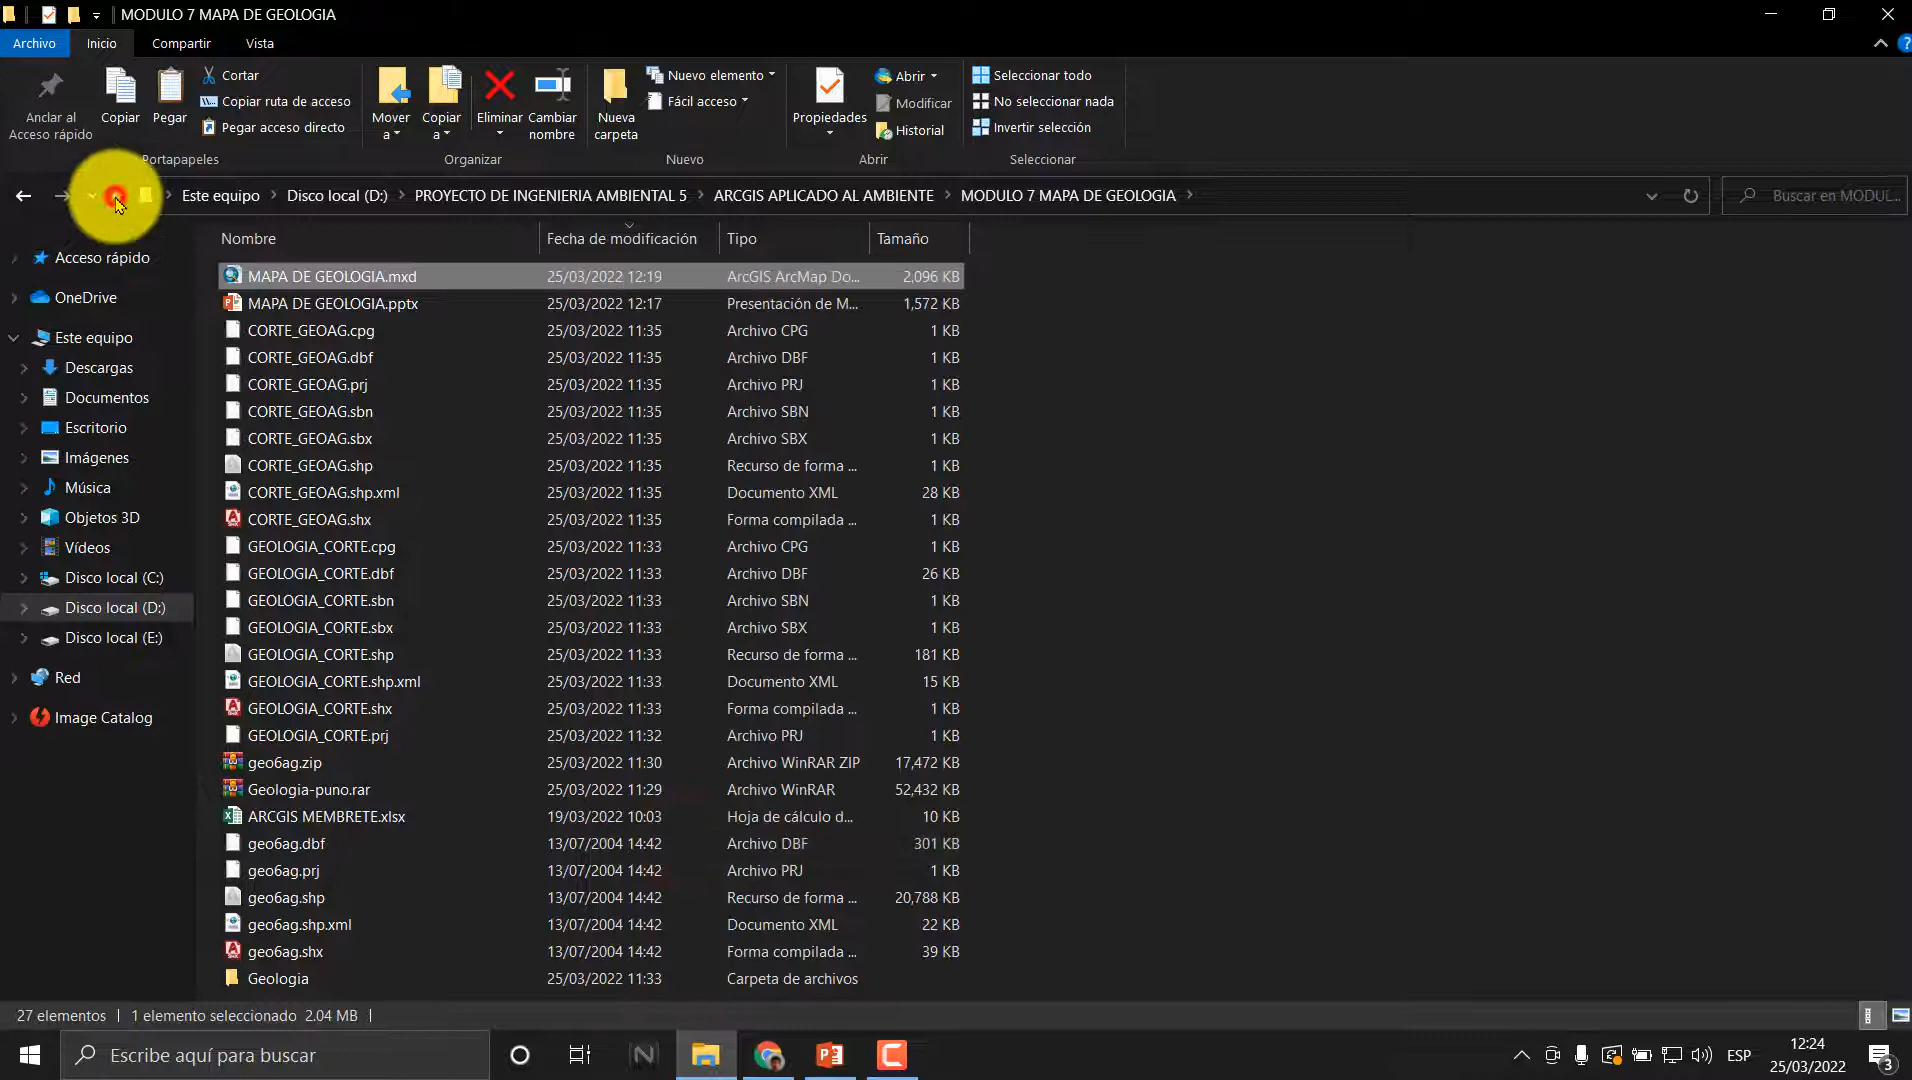 MODULO 7 MAPA DE GEOLOGIA
Archivo Inicio Compartir Vista
Anclar al Acceso rápido
Copiar
Pegar
Cortar
Copiar ruta de acceso
Pegar acceso directo
Portapapeles
Mover a
Copiar a
Eliminar
Cambiar nombre
Organizar
Nueva carpeta
Nuevo elemento
Fácil acceso
Nuevo
Propiedades
Abrir
Modificar
Historial
Abrir
Seleccionar todo
No seleccionar nada
Invertir selección
Seleccionar
Este equipo > Disco local (D:) > PROYECTO DE INGENIERIA AMBIENTAL 5 > ARCGIS APLICADO AL AMBIENTE > MODULO 7 MAPA DE GEOLOGIA >
Buscar en MODUL...
Acceso rápido
OneDrive
Este equipo
Descargas
Documentos
Escritorio
Imágenes
Música
Objetos 3D
Vídeos
Disco local (C:)
Disco local (D:)
Disco local (E:)
Red
Image Catalog
Nombre Fecha de modificación Tipo Tamaño
MAPA DE GEOLOGIA.mxd 25/03/2022 12:19 ArcGIS ArcMap Do... 2,096 KB
MAPA DE GEOLOGIA.pptx 25/03/2022 12:17 Presentación de M... 1,572 KB
CORTE_GEOAG.cpg 25/03/2022 11:35 Archivo CPG 1 KB
CORTE_GEOAG.dbf 25/03/2022 11:35 Archivo DBF 1 KB
CORTE_GEOAG.prj 25/03/2022 11:35 Archivo PRJ 1 KB
CORTE_GEOAG.sbn 25/03/2022 11:35 Archivo SBN 1 KB
CORTE_GEOAG.sbx 25/03/2022 11:35 Archivo SBX 1 KB
CORTE_GEOAG.shp 25/03/2022 11:35 Recurso de forma ... 1 KB
CORTE_GEOAG.shp.xml 25/03/2022 11:35 Documento XML 28 KB
CORTE_GEOAG.shx 25/03/2022 11:35 Forma compilada ... 1 KB
GEOLOGIA_CORTE.cpg 25/03/2022 11:33 Archivo CPG 1 KB
GEOLOGIA_CORTE.dbf 25/03/2022 11:33 Archivo DBF 26 KB
GEOLOGIA_CORTE.sbn 25/03/2022 11:33 Archivo SBN 1 KB
GEOLOGIA_CORTE.sbx 25/03/2022 11:33 Archivo SBX 1 KB
GEOLOGIA_CORTE.shp 25/03/2022 11:33 Recurso de forma ... 181 KB
GEOLOGIA_CORTE.shp.xml 25/03/2022 11:33 Documento XML 15 KB
GEOLOGIA_CORTE.shx 25/03/2022 11:33 Forma compilada ... 1 KB
GEOLOGIA_CORTE.prj 25/03/2022 11:32 Archivo PRJ 1 KB
geo6ag.zip 25/03/2022 11:30 Archivo WinRAR ZIP 17,472 KB
Geologia-puno.rar 25/03/2022 11:29 Archivo WinRAR 52,432 KB
ARCGIS MEMBRETE.xlsx 19/03/2022 10:03 Hoja de cálculo d... 10 KB
geo6ag.dbf 13/07/2004 14:42 Archivo DBF 301 KB
geo6ag.prj 13/07/2004 14:42 Archivo PRJ 1 KB
geo6ag.shp 13/07/2004 14:42 Recurso de forma ... 20,788 KB
geo6ag.shp.xml 13/07/2004 14:42 Documento XML 22 KB
geo6ag.shx 13/07/2004 14:42 Forma compilada ... 39 KB
Geologia 25/03/2022 11:33 Carpeta de archivos
27 elementos | 1 elemento seleccionado 2.04 MB |
Escribe aquí para buscar
ESP
12:24
25/03/2022
3